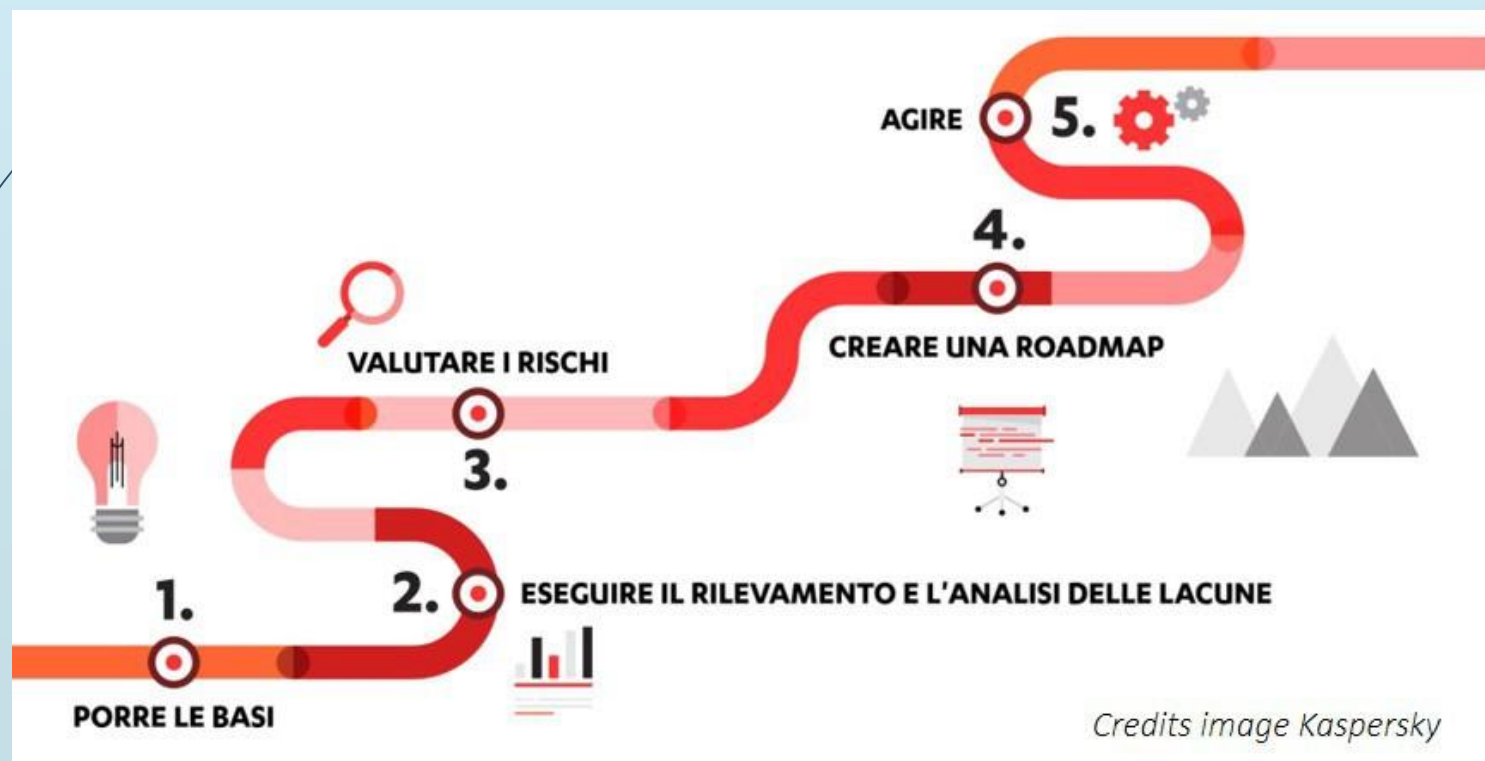 1.
PORRE LE BASI
2.
ESEGUIRE IL RILEVAMENTO E L'ANALISI DELLE LACUNE
VALUTARE I RISCHI
3.
4.
CREARE UNA ROADMAP
AGIRE
5.
Credits image Kaspersky